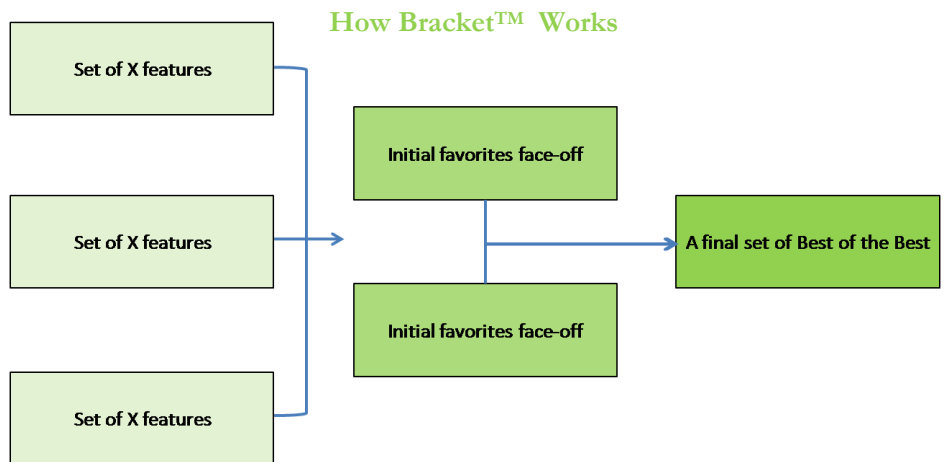 How Bracket™ Works
Set of X features
Set of X features
Set of X features
Initial favorites face-off
Initial favorites face-off
A final set of Best of the Best